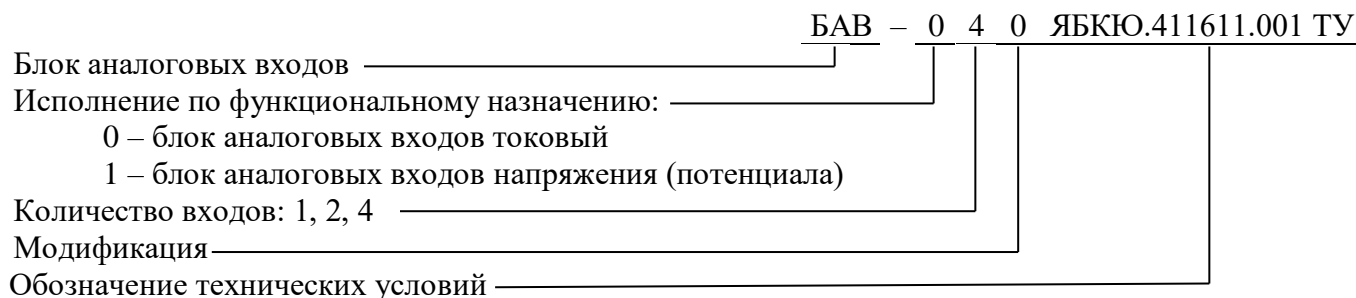 БАВ – 0 4 0 ЯБКЮ.411611.001 ТУ
Блок аналоговых входов
Исполнение по функциональному назначению:
0 – блок аналоговых входов токовый
1 – блок аналоговых входов напряжения (потенциала)
Количество входов: 1, 2, 4
Модификация
Обозначение технических условий